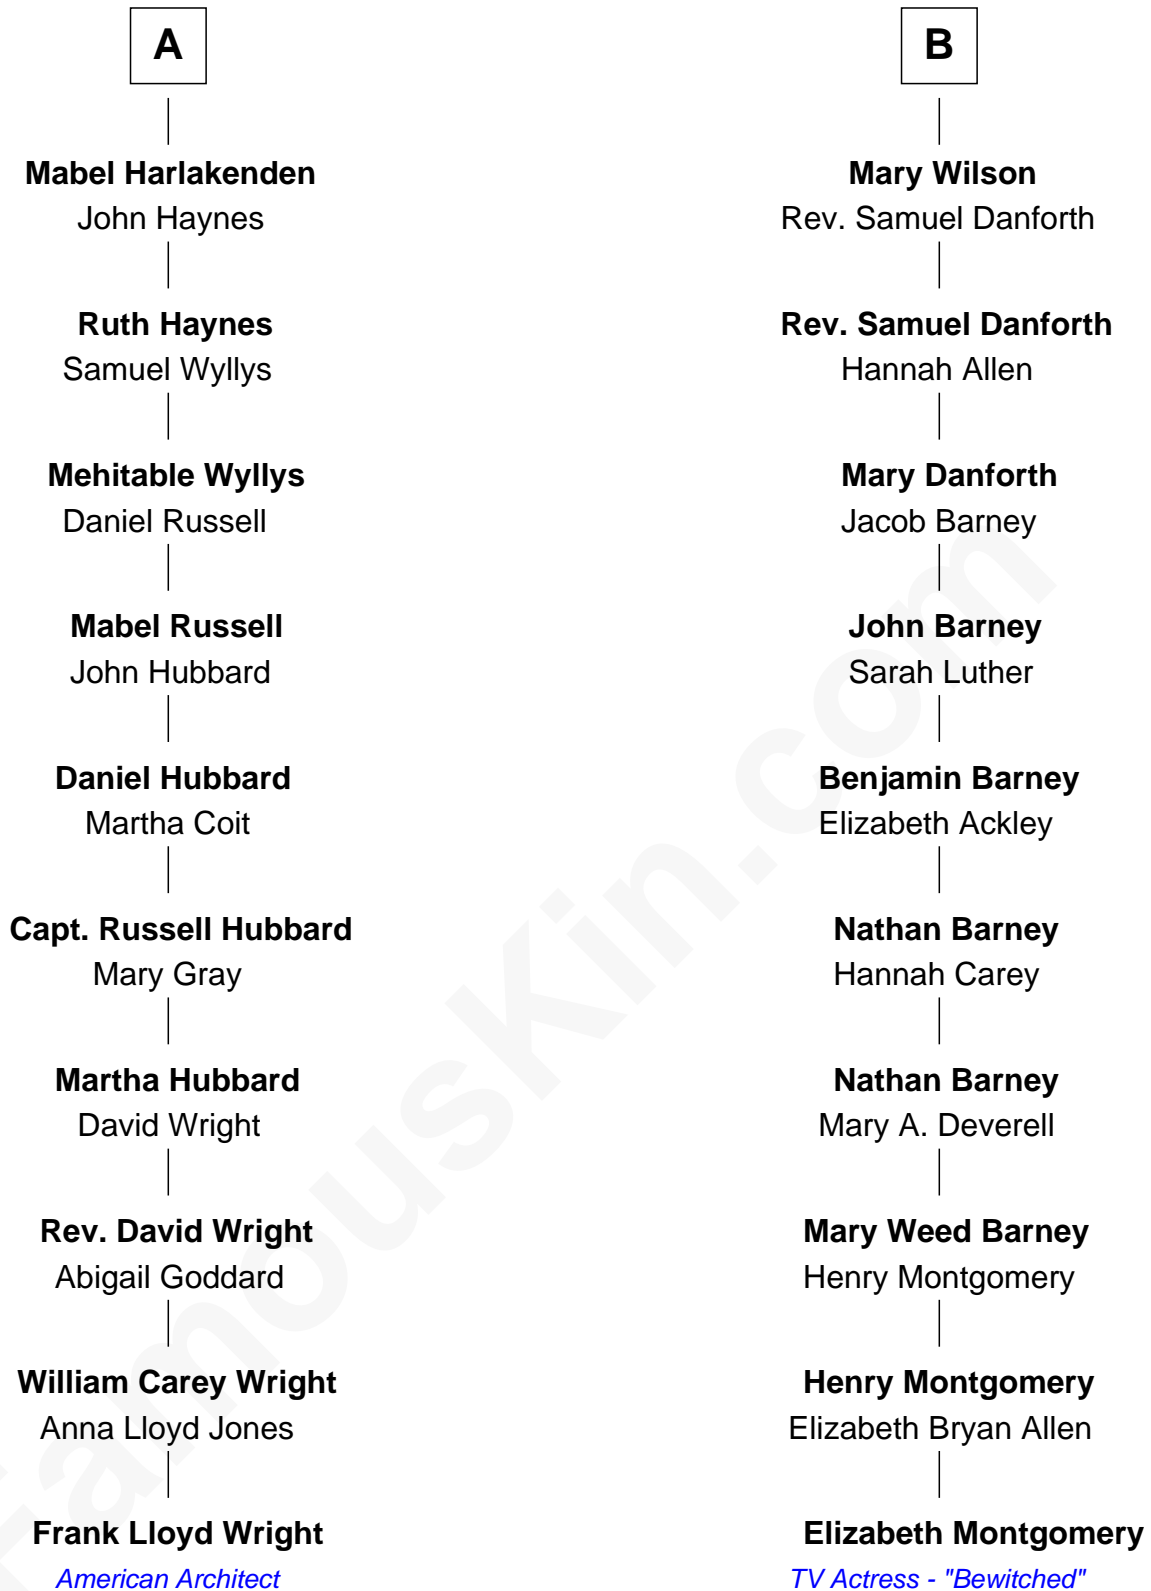 A
Mabel Harlakenden
John Haynes
Ruth Haynes
Samuel Wyllys
Mehitable Wyllys
Daniel Russell
Mabel Russell
John Hubbard
Daniel Hubbard
Martha Coit
Capt. Russell Hubbard
Mary Gray
Martha Hubbard
David Wright
Rev. David Wright
Abigail Goddard
William Carey Wright
Anna Lloyd Jones
Frank Lloyd Wright
American Architect
B
Mary Wilson
Rev. Samuel Danforth
Rev. Samuel Danforth
Hannah Allen
Mary Danforth
Jacob Barney
John Barney
Sarah Luther
Benjamin Barney
Elizabeth Ackley
Nathan Barney
Hannah Carey
Nathan Barney
Mary A. Deverell
Mary Weed Barney
Henry Montgomery
Henry Montgomery
Elizabeth Bryan Allen
Elizabeth Montgomery
TV Actress - "Bewitched"
FamousKin.com